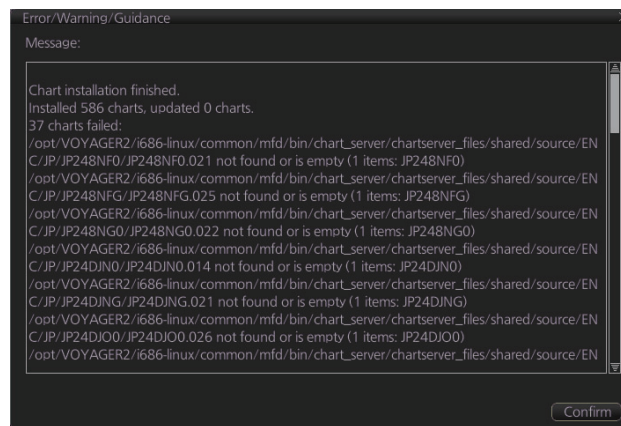 Error/Warning/Guidance
Message:
Chart installation finished.
Installed 586 charts, updated 0 charts.
37 charts failed:
/opt/VOYAGER2/i686-linux/common/mfd/bin/chart_server/chartserver_files/shared/source/EN
C/JP/JP248NF0/JP248NF0.021 not found or is empty (1 items: JP248NF0)
/opt/VOYAGER2/i686-linux/common/mfd/bin/chart_server/chartserver_files/shared/source/EN
C/JP/JP248NFG/JP248NFG.025 not found or is empty (1 items: JP248NFG)
/opt/VOYAGER2/i686-linux/common/mfd/bin/chart_server/chartserver_files/shared/source/EN
C/JP/JP248NG0/JP248NG0.022 not found or is empty (1 items: JP248NG0)
/opt/VOYAGER2/i686-linux/common/mfd/bin/chart_server/chartserver_files/shared/source/EN
C/JP/JP24DJN0/JP24DJN0.014 not found or is empty (1 items: JP24DJN0)
/opt/VOYAGER2/i686-linux/common/mfd/bin/chart_server/chartserver_files/shared/source/EN
C/JP/JP24DJNG/JP24DJNG.021 not found or is empty (1 items: JP24DJNG)
/opt/VOYAGER2/i686-linux/common/mfd/bin/chart_server/chartserver_files/shared/source/EN
C/JP/JP24DJO0/JP24DJO0.026 not found or is empty (1 items: JP24DJO0)
/opt/VOYAGER2/i686-linux/common/mfd/bin/chart_server/chartserver_files/shared/source/EN
Confirm